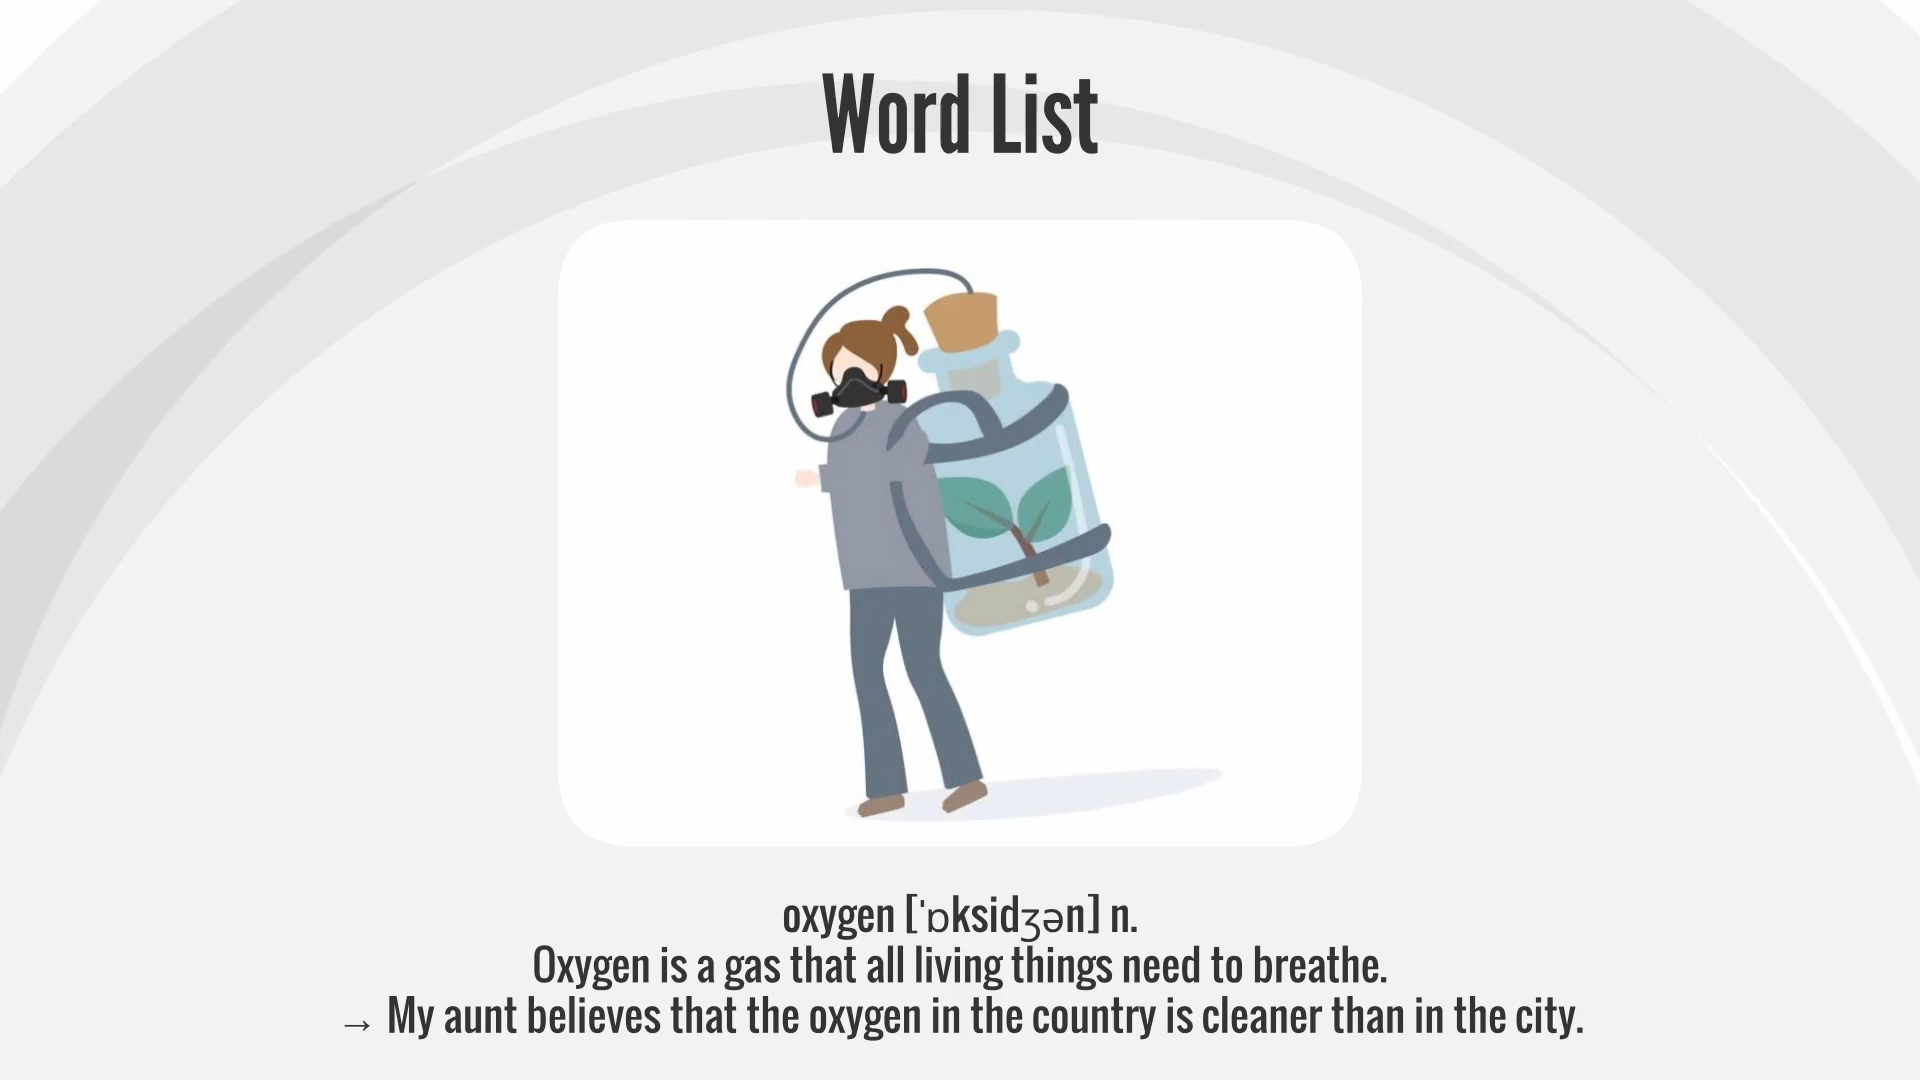 Word List
oxygen [ˈɒksidʒən] n.
Oxygen is a gas that all living things need to breathe.
→ My aunt believes that the oxygen in the country is cleaner than in the city.